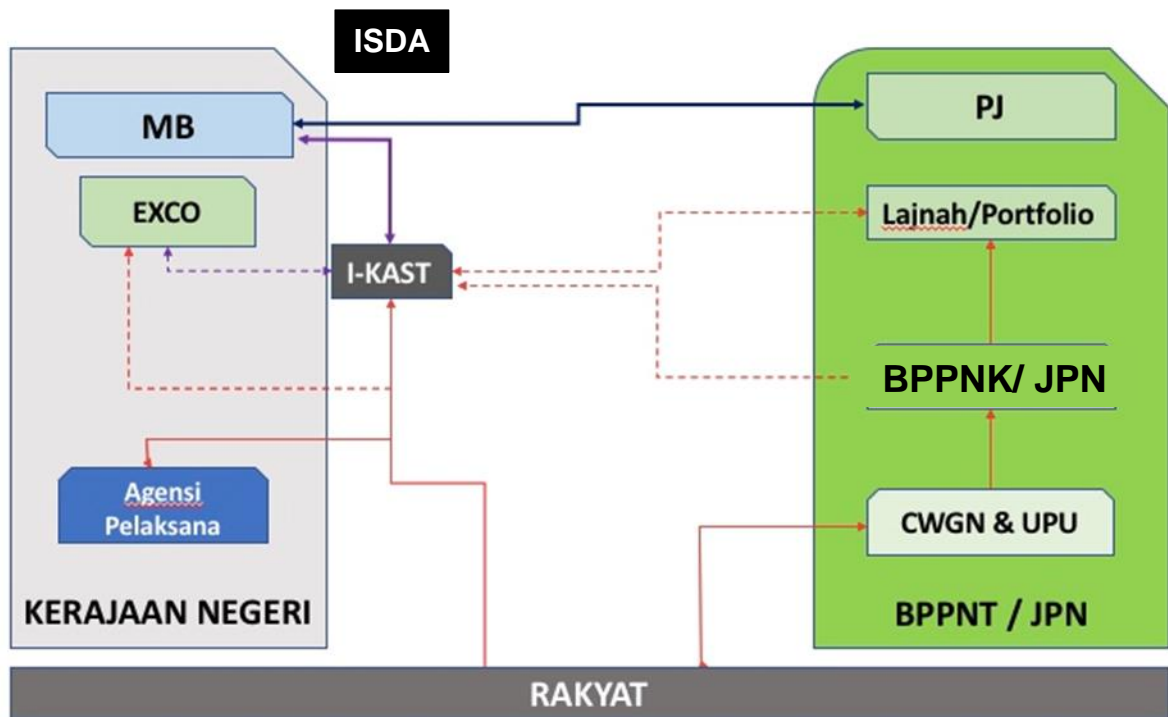 ISDA
MB
EXCO
I-KAST
Agensi
Pelaksana
KERAJAAN NEGERI
PJ
Lajnah/Portfolio
BPPNK/ JPN
CWGN & UPU
BPPNT / JPN
RAKYAT